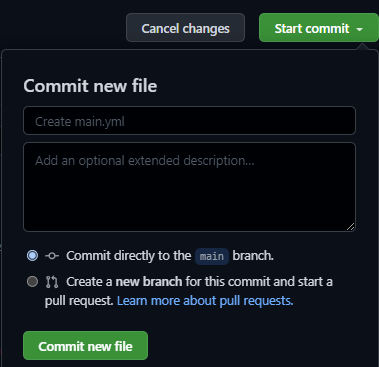 Cancel changes
Start commit
Commit new file
Create main.yml
Add an optional extended description...
Commit directly to the main branch.
Create a new branch for this commit and start a
pull request. Learn more about pull requests.
Commit new file